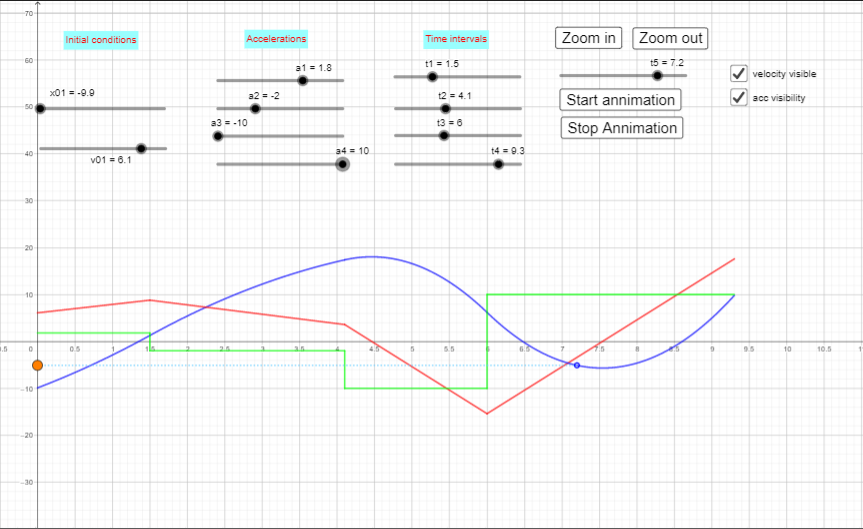 70
Initial conditions
Accelerations
Time intervals
Zoom in
Zoom out
60
a1 = 1.8
t1 = 1.5
t5 = 7.2
velocity visible
x01 = -9.9
a2 = -2
t2 = 4.1
Start annimation
acc visibility
50
a3 = -10
t3 = 6
Stop Annimation
40
v01 = 6.1
a4 = 10
t4 = 9.3
30
20
10
0.5 0 0.5 1 1.5 2 2.5 3 3.5 4 4.5 5 5.5 6 6.5 7 7.5 8 8.5 9 9.5 10 10.5 1
-10
-20
-30